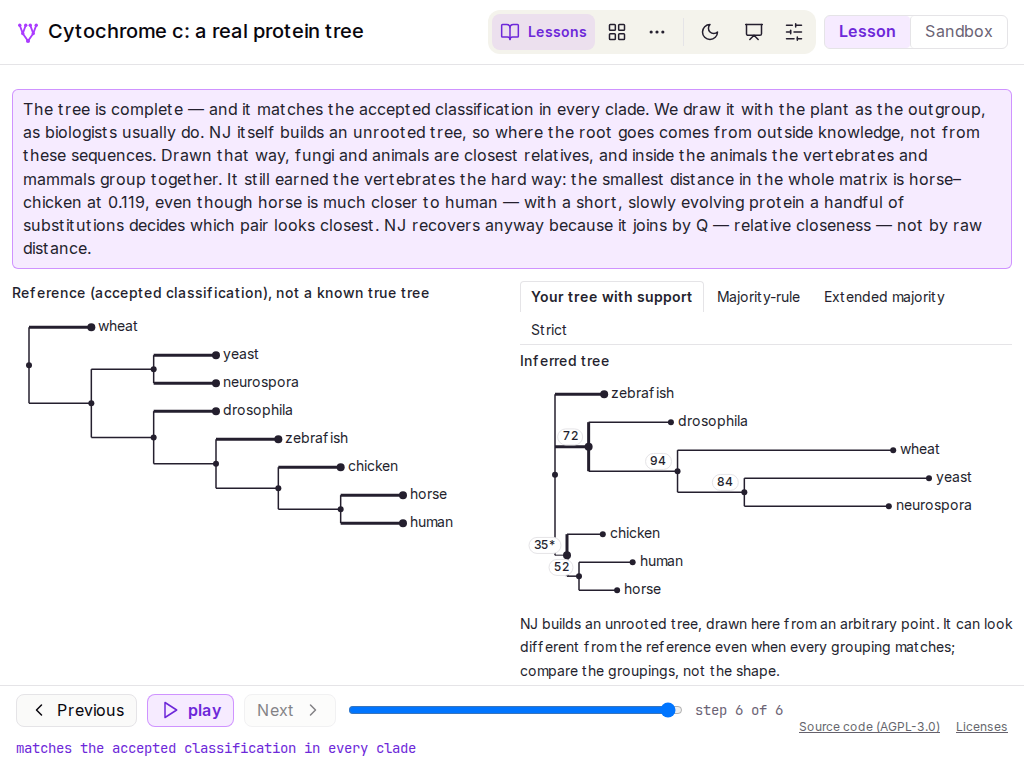 Cytochrome c: a real protein tree
Lessons
Lesson
Sandbox
The tree is complete — and it matches the accepted classification in every clade. We draw it with the plant as the outgroup,
as biologists usually do. NJ itself builds an unrooted tree, so where the root goes comes from outside knowledge, not from
these sequences. Drawn that way, fungi and animals are closest relatives, and inside the animals the vertebrates and
mammals group together. It still earned the vertebrates the hard way: the smallest distance in the whole matrix is horse–
chicken at 0.119, even though horse is much closer to human — with a short, slowly evolving protein a handful of
substitutions decides which pair looks closest. NJ recovers anyway because it joins by Q — relative closeness — not by raw
distance.
Reference (accepted classification), not a known true tree
wheat
yeast
neurospora
drosophila
zebrafish
chicken
horse
human
Your tree with support
Majority-rule
Extended majority
Strict
Inferred tree
zebrafish
drosophila
72
wheat
94
yeast
84
neurospora
chicken
35*
human
52
horse
NJ builds an unrooted tree, drawn here from an arbitrary point. It can look
different from the reference even when every grouping matches;
compare the groupings, not the shape.
Previous
play
Next
step 6 of 6
Source code (AGPL-3.0)
Licenses
matches the accepted classification in every clade